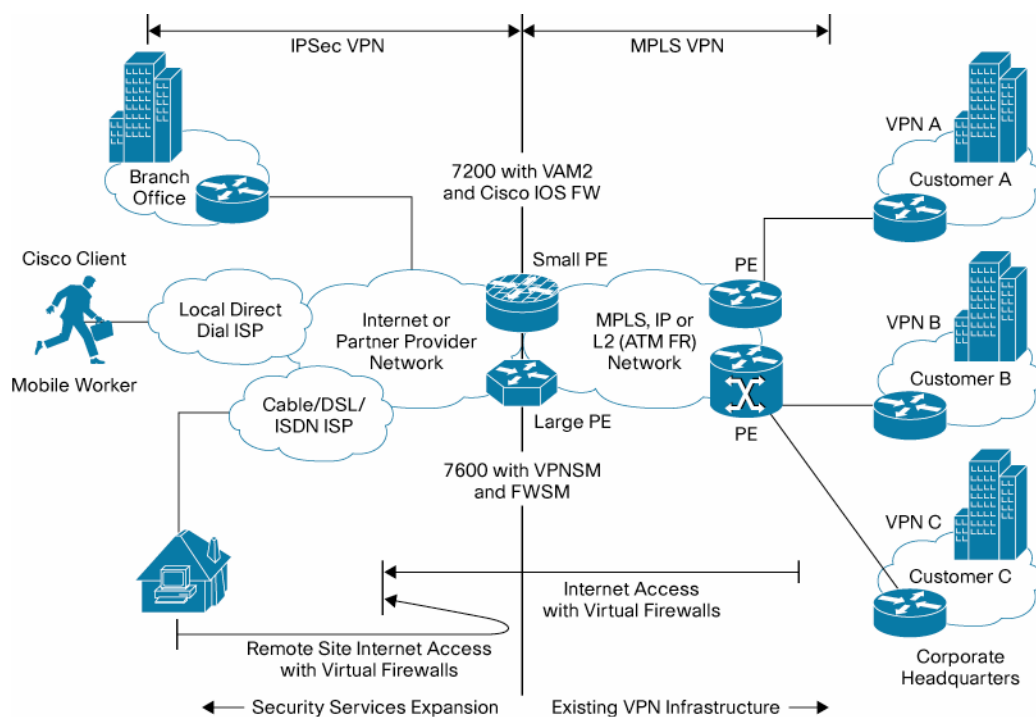 IPSec VPN
MPLS VPN
Branch
Office
7200 with VAM2
and Cisco IOS FW
VPN A
Customer A
Cisco Client
Mobile Worker
Local Direct
Dial ISP
Internet or
Partner Provider
Network
Small PE
MPLS, IP or
L2 (ATM FR)
Network
PE
PE
VPN B
Customer B
Cable/DSL/
ISDN ISP
Large PE
7600 with VPNSM
and FWSM
VPN C
Customer C
Internet Access
with Virtual Firewalls
Remote Site Internet Access
with Virtual Firewalls
Corporate
Headquarters
Security Services Expansion
Existing VPN Infrastructure